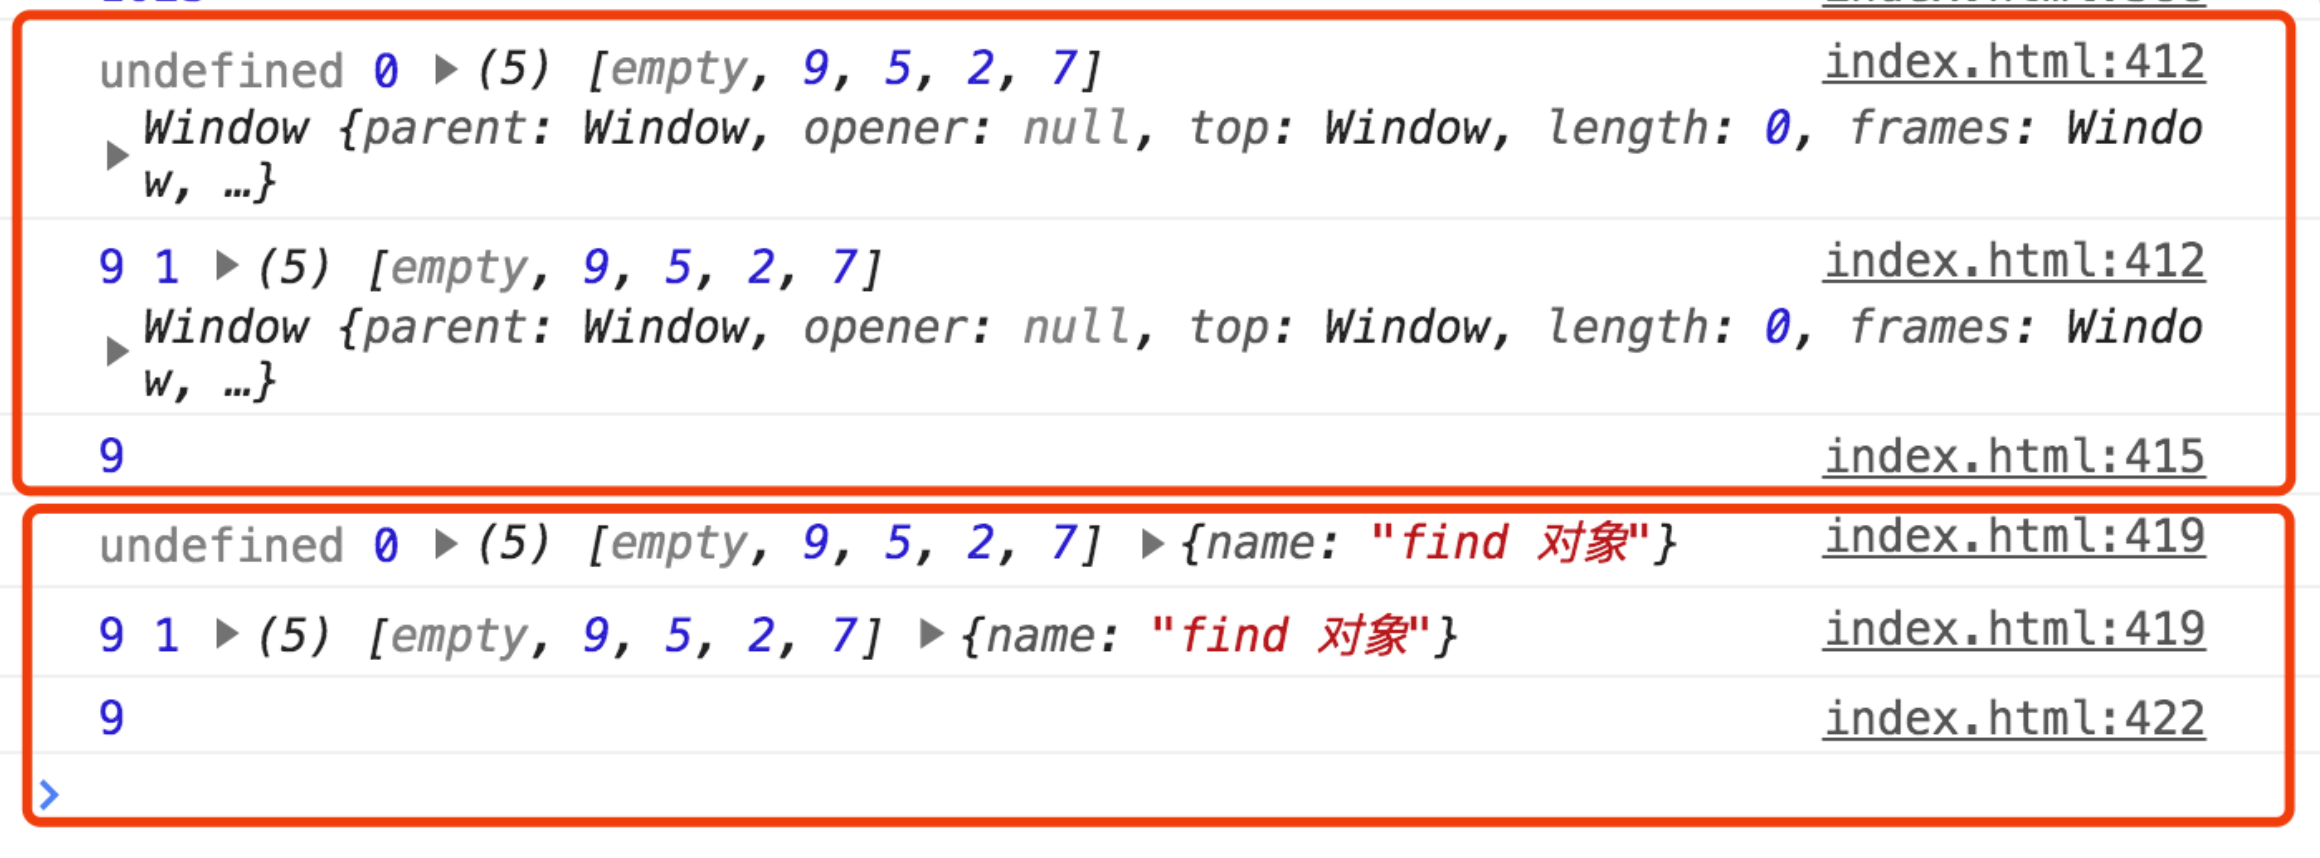 undefined 0 ▶(5) [empty, 9, 5, 2, 7] index.html:412
▶Window {parent: Window, opener: null, top: Window, length: 0, frames: Windo
w, …}
9 1 ▶(5) [empty, 9, 5, 2, 7] index.html:412
▶Window {parent: Window, opener: null, top: Window, length: 0, frames: Windo
w, …}
9 index.html:415
undefined 0 ▶(5) [empty, 9, 5, 2, 7] ▶{name: "find 对象"} index.html:419
9 1 ▶(5) [empty, 9, 5, 2, 7] ▶{name: "find 对象"} index.html:419
9 index.html:422